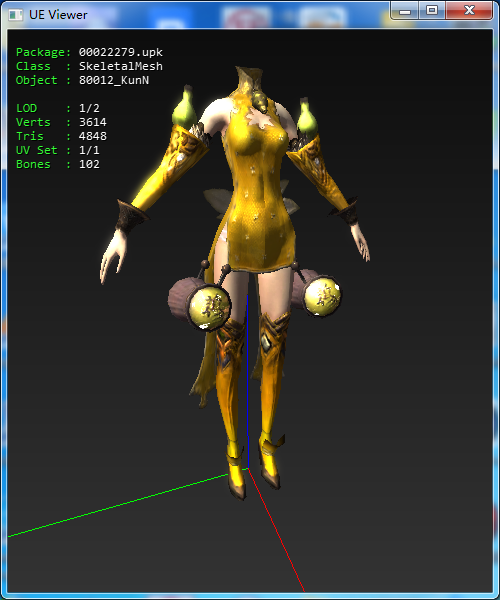 UE Viewer
Package: 00022279.upk
Class : SkeletalMesh
Object : 80012_KunN
LOD : 1/2
Verts : 3614
Tris : 4848
UV Set : 1/1
Bones : 102